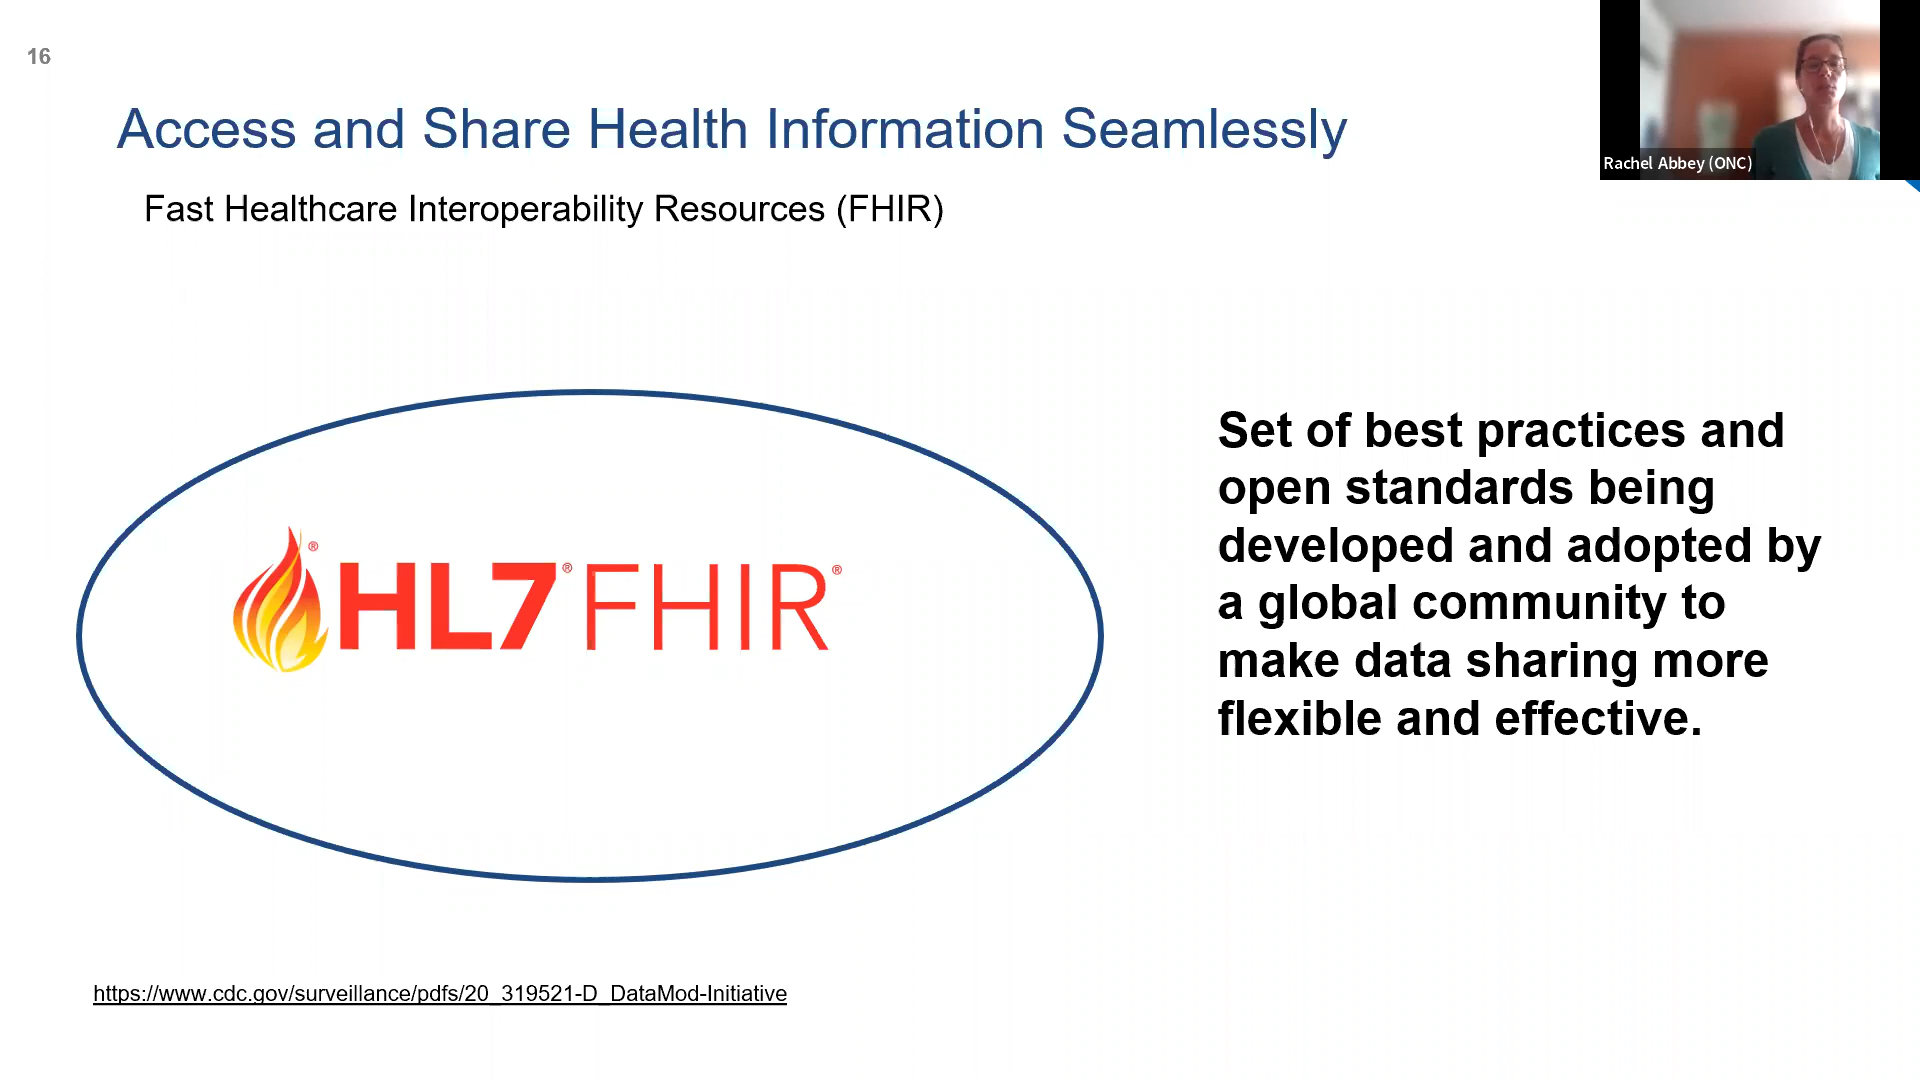 16
Access and Share Health Information Seamlessly
Rachel Abbey (ONC)
Fast Healthcare Interoperability Resources (FHIR)
® HL7® FHIR®
Set of best practices and
open standards being
developed and adopted by
a global community to
make data sharing more
flexible and effective.
https://www.cdc.gov/surveillance/pdfs/20_319521-D_DataMod-Initiative